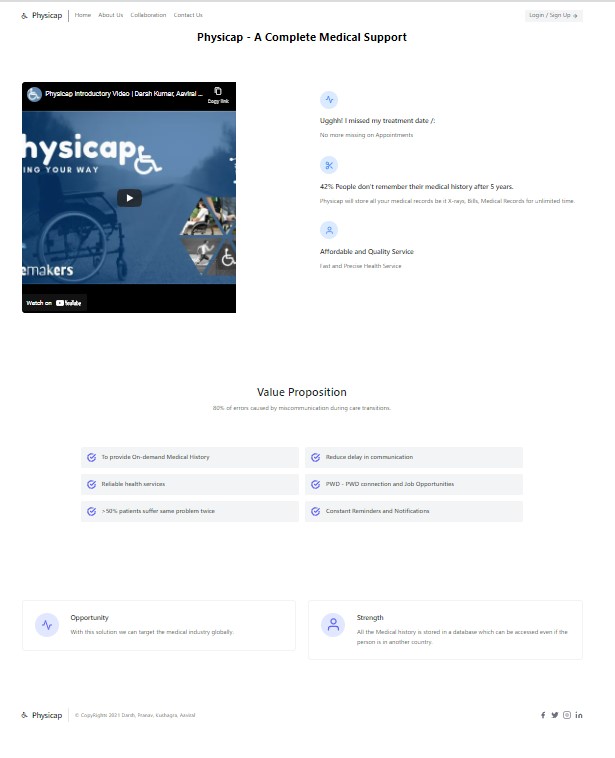 Physicap
Home About Us Collaboration Contact Us
Login / Sign Up
Physicap - A Complete Medical Support
Physicap Introductory Video | Darsh Kumar, Aaviral ...
Copy link
hysicap
ING YOUR WAY
emakers
Watch on YouTube
Ugghh! I missed my treatment date /:
No more missing on Appointments
42% People don't remember their medical history after 5 years.
Physicap will store all your medical records be it X-rays, Bills, Medical Records for unlimited time.
Affordable and Quality Service
Fast and Precise Health Service
Value Proposition
80% of errors caused by miscommunication during care transitions.
To provide On-demand Medical History
Reduce delay in communication
Reliable health services
PWD - PWD connection and Job Opportunities
>50% patients suffer same problem twice
Constant Reminders and Notifications
Opportunity
With this solution we can target the medical industry globally.
Strength
All the Medical history is stored in a database which can be accessed even if the
person is in another country.
Physicap
© CopyRights 2021 Darsh, Pranav, Kushagra, Aaviral